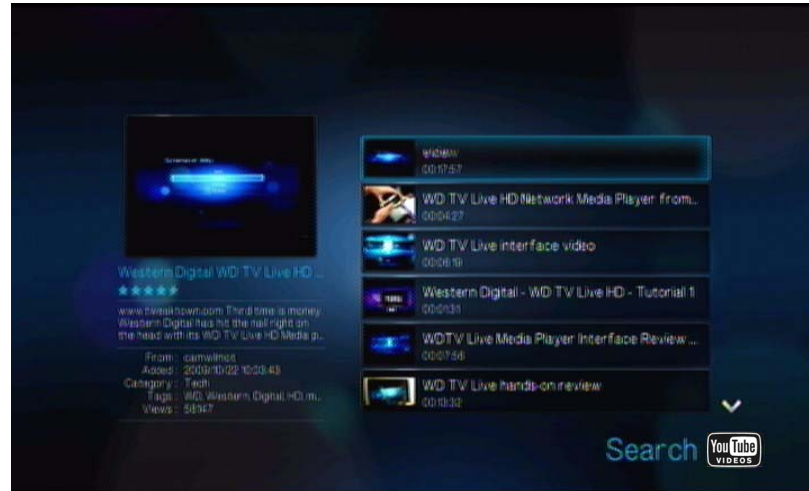 Western Digital WD TV Live HD ...
www.tweaktown.com Third time is money.
Western Digital has hit the nail right on
the head with its WD TV Live HD Media p...
From : camwilmot
Added : 2009/10/22 10:03:43
Category : Tech
Tags : WD, Western, Digital, HD, m...
Views : 58147
00:17:57
WD TV Live HD Network Media Player from...
00:04:27
WD TV Live interface video
00:06:19
Western Digital - WD TV Live HD - Tutorial 1
00:01:31
WDTV Live Media Player Interface Review ...
00:07:56
WD TV Live hands-on review
Search
You Tube
VIDEOS